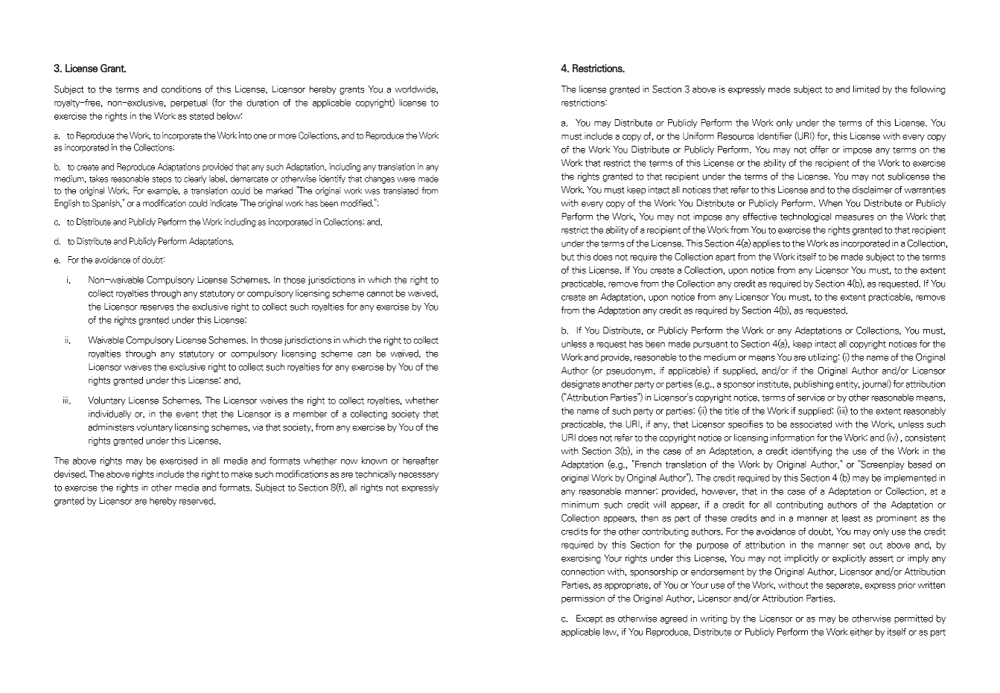 3. License Grant.
Subject to the terms and conditions of this License, Licensor hereby grants You a worldwide,
royalty-free, non-exclusive, perpetual (for the duration of the applicable copyright) license to
exercise the rights in the Work as stated below:
a. to Reproduce the Work, to incorporate the Work into one or more Collections, and to Reproduce the Work
as incorporated in the Collections;
b. to create and Reproduce Adaptations provided that any such Adaptation, including any translation in any
medium, takes reasonable steps to clearly label, demarcate or otherwise identify that changes were made
to the original Work. For example, a translation could be marked "The original work was translated from
English to Spanish," or a modification could indicate "The original work has been modified.";
c. to Distribute and Publicly Perform the Work including as incorporated in Collections; and,
d. to Distribute and Publicly Perform Adaptations.
e. For the avoidance of doubt:
i. Non-waivable Compulsory License Schemes. In those jurisdictions in which the right to
collect royalties through any statutory or compulsory licensing scheme cannot be waived,
the Licensor reserves the exclusive right to collect such royalties for any exercise by You
of the rights granted under this License;
ii. Waivable Compulsory License Schemes. In those jurisdictions in which the right to collect
royalties through any statutory or compulsory licensing scheme can be waived, the
Licensor waives the exclusive right to collect such royalties for any exercise by You of the
rights granted under this License; and,
iii. Voluntary License Schemes. The Licensor waives the right to collect royalties, whether
individually or, in the event that the Licensor is a member of a collecting society that
administers voluntary licensing schemes, via that society, from any exercise by You of the
rights granted under this License.
The above rights may be exercised in all media and formats whether now known or hereafter
devised. The above rights include the right to make such modifications as are technically necessary
to exercise the rights in other media and formats. Subject to Section 8(f), all rights not expressly
granted by Licensor are hereby reserved.
4. Restrictions.
The license granted in Section 3 above is expressly made subject to and limited by the following
restrictions:
a. You may Distribute or Publicly Perform the Work only under the terms of this License. You
must include a copy of, or the Uniform Resource Identifier (URI) for, this License with every copy
of the Work You Distribute or Publicly Perform. You may not offer or impose any terms on the
Work that restrict the terms of this License or the ability of the recipient of the Work to exercise
the rights granted to that recipient under the terms of the License. You may not sublicense the
Work. You must keep intact all notices that refer to this License and to the disclaimer of warranties
with every copy of the Work You Distribute or Publicly Perform. When You Distribute or Publicly
Perform the Work, You may not impose any effective technological measures on the Work that
restrict the ability of a recipient of the Work from You to exercise the rights granted to that recipient
under the terms of the License. This Section 4(a) applies to the Work as incorporated in a Collection,
but this does not require the Collection apart from the Work itself to be made subject to the terms
of this License. If You create a Collection, upon notice from any Licensor You must, to the extent
practicable, remove from the Collection any credit as required by Section 4(b), as requested. If You
create an Adaptation, upon notice from any Licensor You must, to the extent practicable, remove
from the Adaptation any credit as required by Section 4(b), as requested.
b. If You Distribute, or Publicly Perform the Work or any Adaptations or Collections, You must,
unless a request has been made pursuant to Section 4(a), keep intact all copyright notices for the
Work and provide, reasonable to the medium or means You are utilizing: (i) the name of the Original
Author (or pseudonym, if applicable) if supplied, and/or if the Original Author and/or Licensor
designate another party or parties (e.g., a sponsor institute, publishing entity, journal) for attribution
("Attribution Parties") in Licensor's copyright notice, terms of service or by other reasonable means,
the name of such party or parties; (ii) the title of the Work if supplied; (iii) to the extent reasonably
practicable, the URI, if any, that Licensor specifies to be associated with the Work, unless such
URI does not refer to the copyright notice or licensing information for the Work; and (iv) , consistent
with Section 3(b), in the case of an Adaptation, a credit identifying the use of the Work in the
Adaptation (e.g., "French translation of the Work by Original Author," or "Screenplay based on
original Work by Original Author"). The credit required by this Section 4 (b) may be implemented in
any reasonable manner; provided, however, that in the case of a Adaptation or Collection, at a
minimum such credit will appear, if a credit for all contributing authors of the Adaptation or
Collection appears, then as part of these credits and in a manner at least as prominent as the
credits for the other contributing authors. For the avoidance of doubt, You may only use the credit
required by this Section for the purpose of attribution in the manner set out above and, by
exercising Your rights under this License, You may not implicitly or explicitly assert or imply any
connection with, sponsorship or endorsement by the Original Author, Licensor and/or Attribution
Parties, as appropriate, of You or Your use of the Work, without the separate, express prior written
permission of the Original Author, Licensor and/or Attribution Parties.
c. Except as otherwise agreed in writing by the Licensor or as may be otherwise permitted by
applicable law, if You Reproduce, Distribute or Publicly Perform the Work either by itself or as part